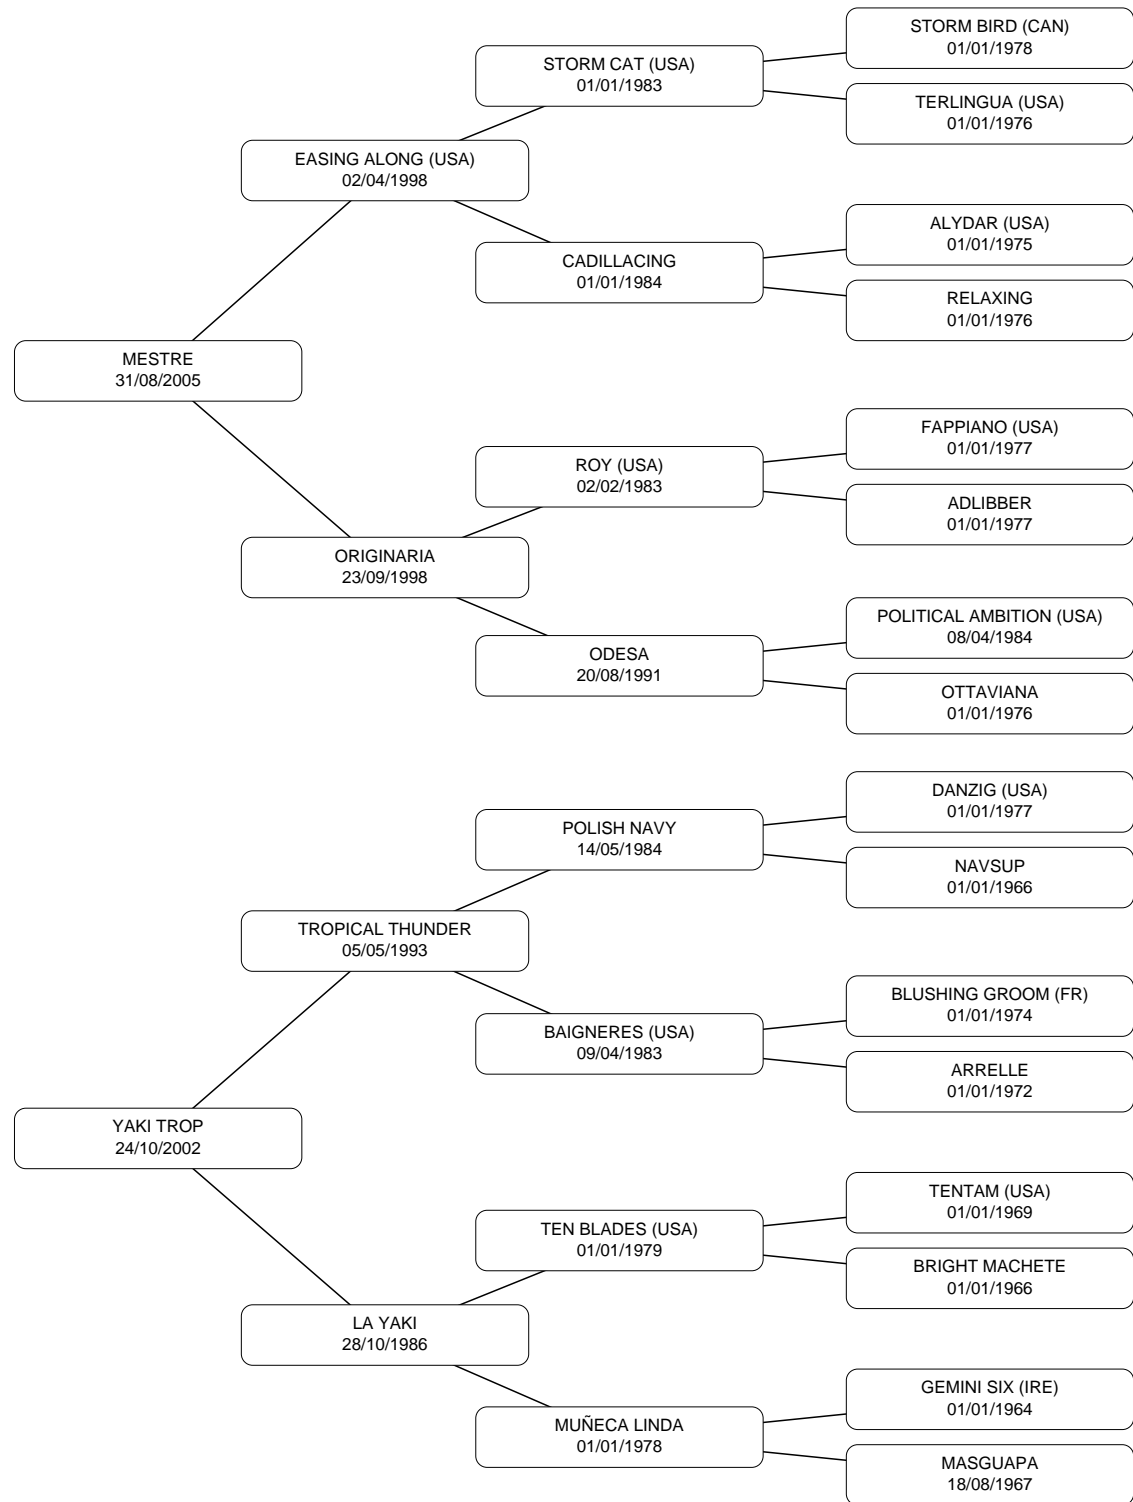 STORM BIRD (CAN)
01/01/1978
STORM CAT (USA)
01/01/1983
TERLINGUA (USA)
01/01/1976
EASING ALONG (USA)
02/04/1998
ALYDAR (USA)
01/01/1975
CADILLACING
01/01/1984
RELAXING
01/01/1976
MESTRE
31/08/2005
FAPPIANO (USA)
01/01/1977
ROY (USA)
02/02/1983
ADLIBBER
01/01/1977
ORIGINARIA
23/09/1998
POLITICAL AMBITION (USA)
08/04/1984
ODESA
20/08/1991
OTTAVIANA
01/01/1976
DANZIG (USA)
01/01/1977
POLISH NAVY
14/05/1984
NAVSUP
01/01/1966
TROPICAL THUNDER
05/05/1993
BLUSHING GROOM (FR)
01/01/1974
BAIGNERES (USA)
09/04/1983
ARRELLE
01/01/1972
YAKI TROP
24/10/2002
TENTAM (USA)
01/01/1969
TEN BLADES (USA)
01/01/1979
BRIGHT MACHETE
01/01/1966
LA YAKI
28/10/1986
GEMINI SIX (IRE)
01/01/1964
MUÑECA LINDA
01/01/1978
MASGUAPA
18/08/1967